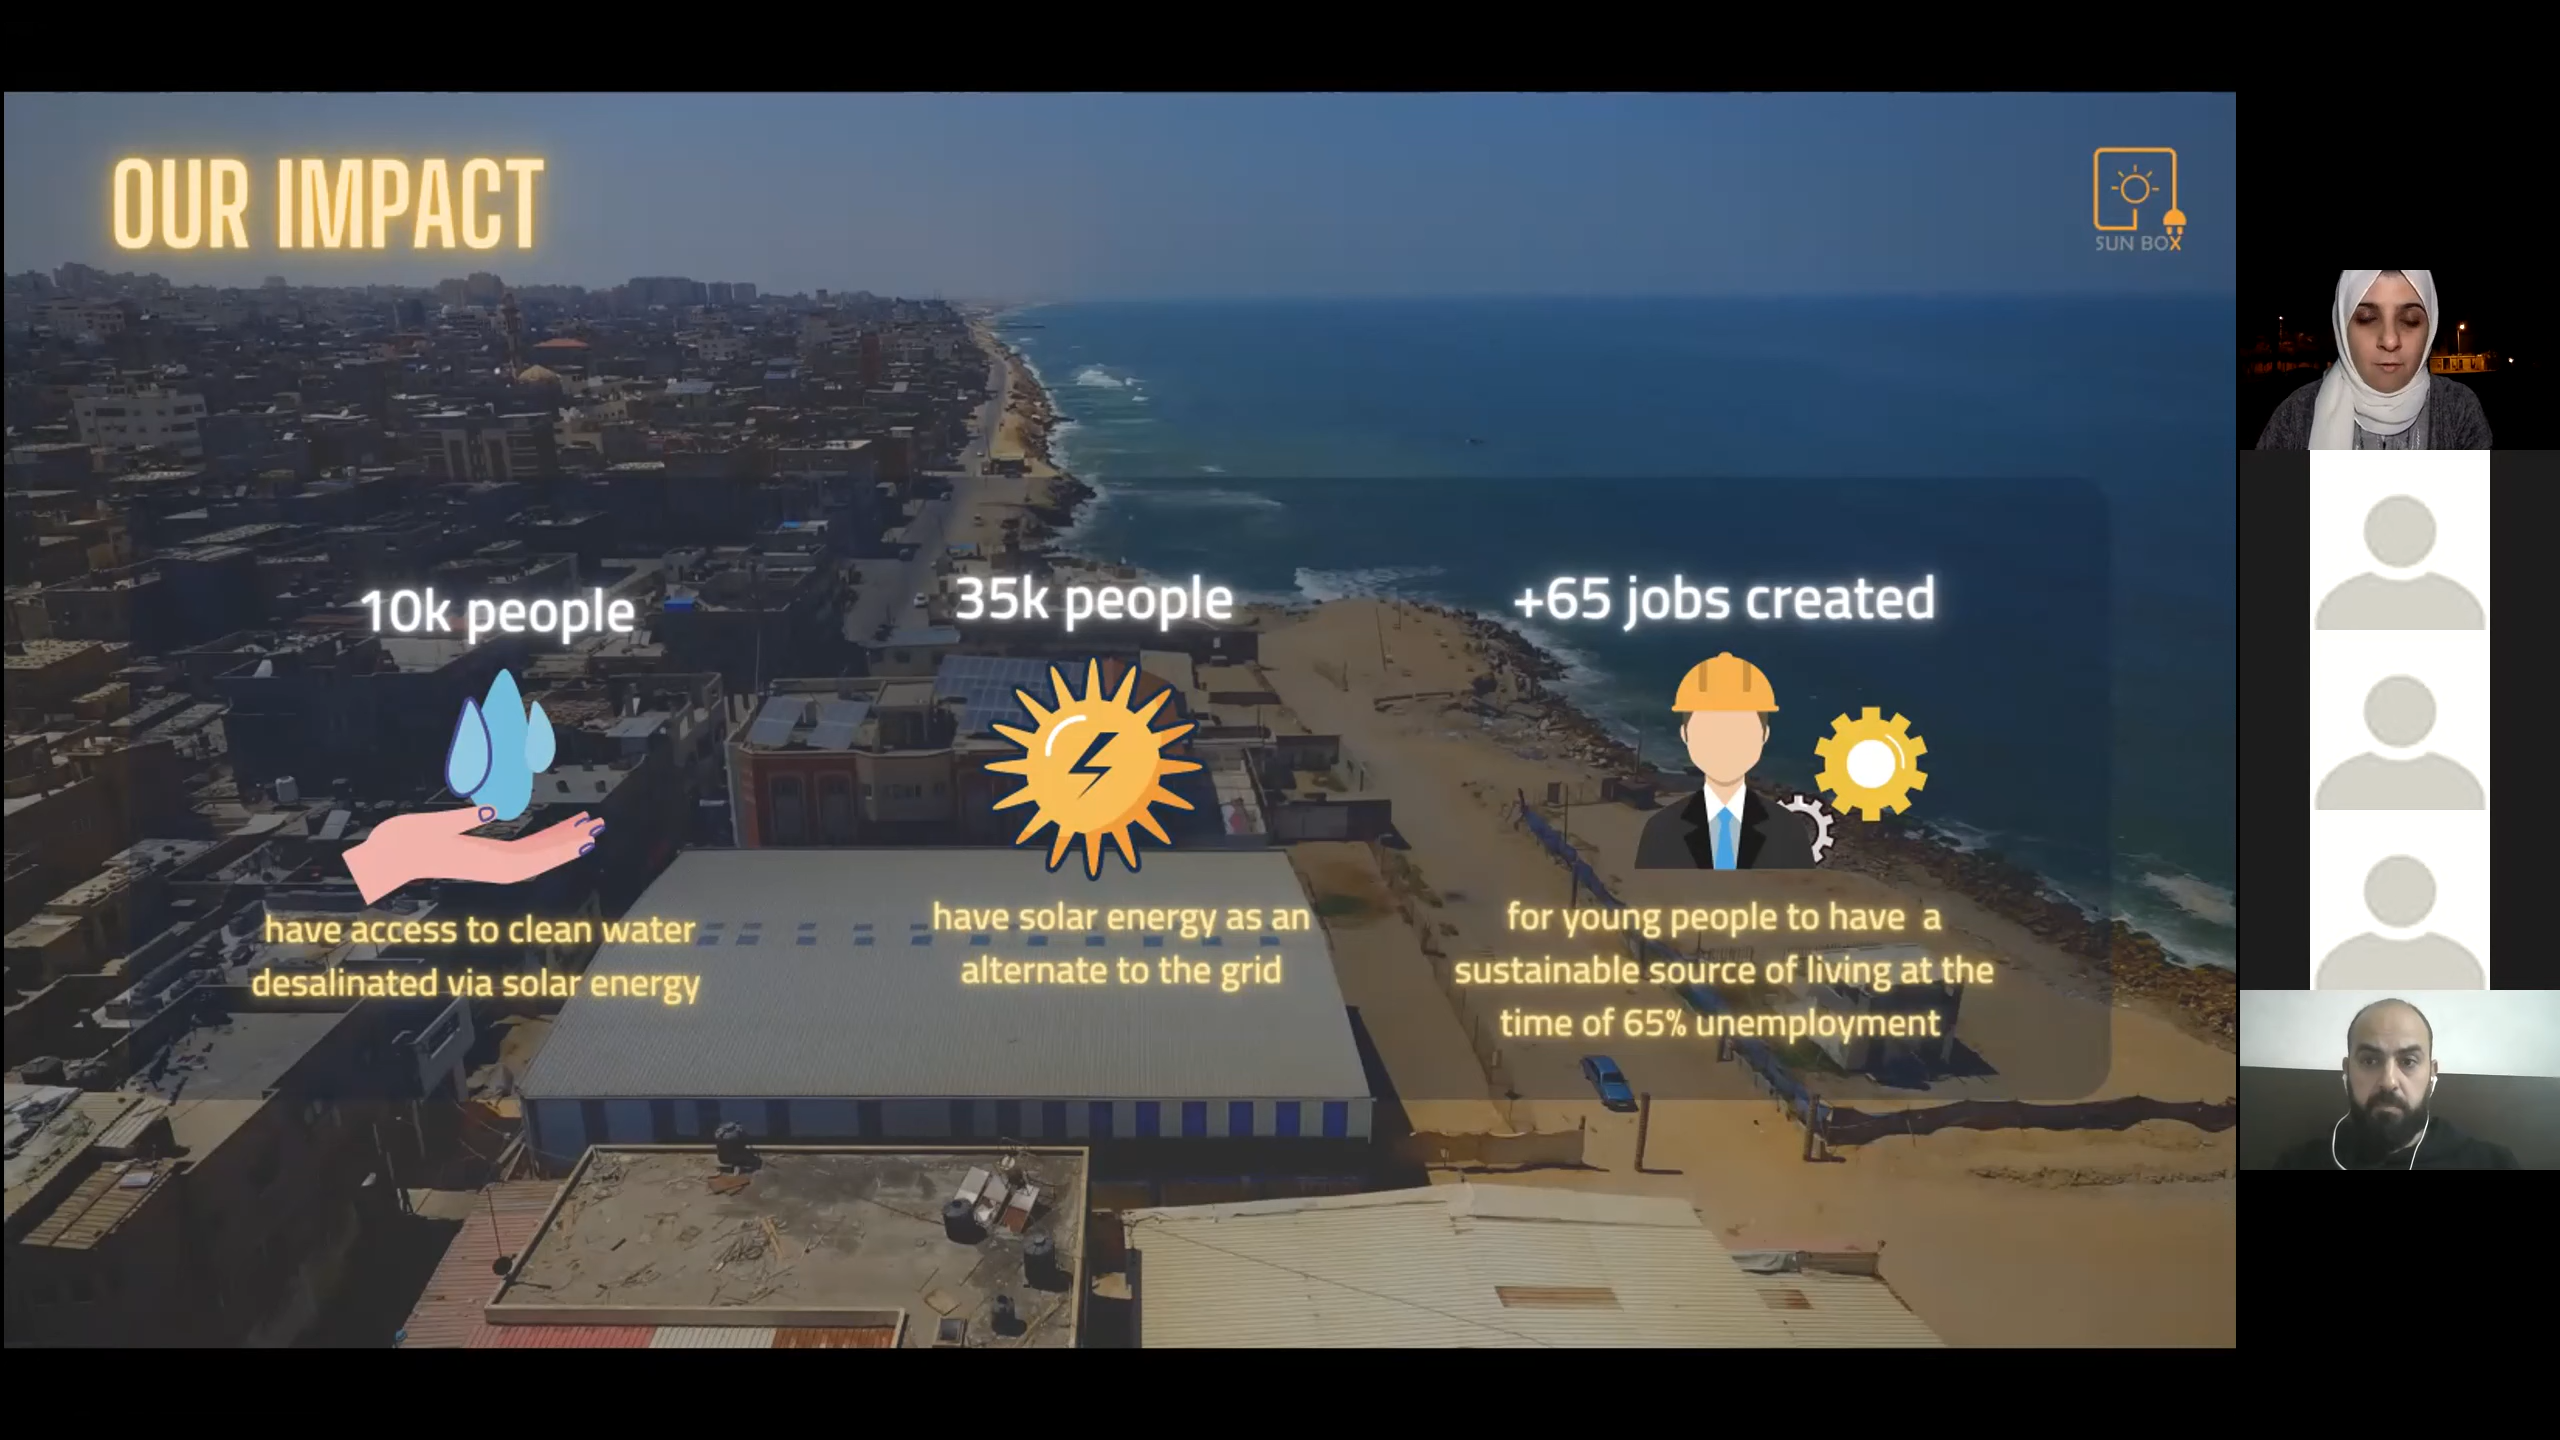 OUR IMPACT
SUN BOX
10k people
have access to clean water
desalinated via solar energy
35k people
have solar energy as an
alternate to the grid
+65 jobs created
for young people to have a
sustainable source of living at the
time of 65% unemployment